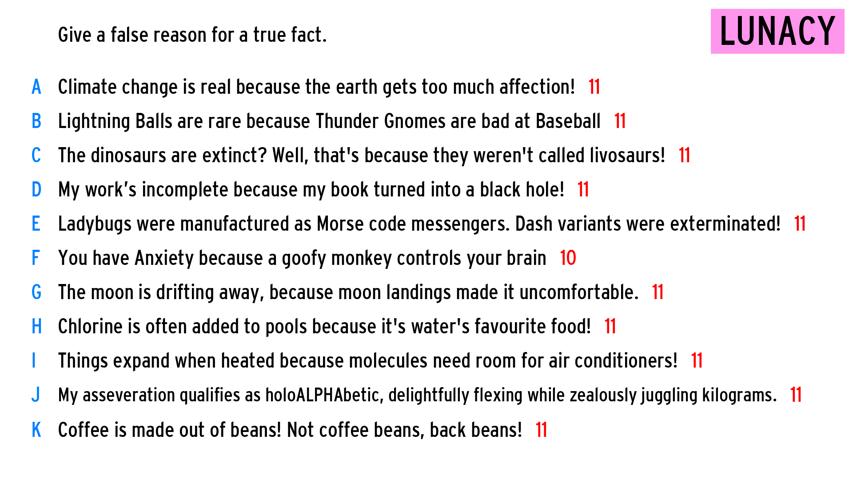 Give a false reason for a true fact.
LUNACY
A Climate change is real because the earth gets too much affection! 11
B Lightning Balls are rare because Thunder Gnomes are bad at Baseball 11
C The dinosaurs are extinct? Well, that's because they weren't called livosaurs! 11
D My work's incomplete because my book turned into a black hole! 11
E Ladybugs were manufactured as Morse code messengers. Dash variants were exterminated! 11
F You have Anxiety because a goofy monkey controls your brain 10
G The moon is drifting away, because moon landings made it uncomfortable. 11
H Chlorine is often added to pools because it's water's favourite food! 11
I Things expand when heated because molecules need room for air conditioners! 11
J My asseveration qualifies as holoALPHAbetic, delightfully flexing while zealously juggling kilograms. 11
K Coffee is made out of beans! Not coffee beans, back beans! 11